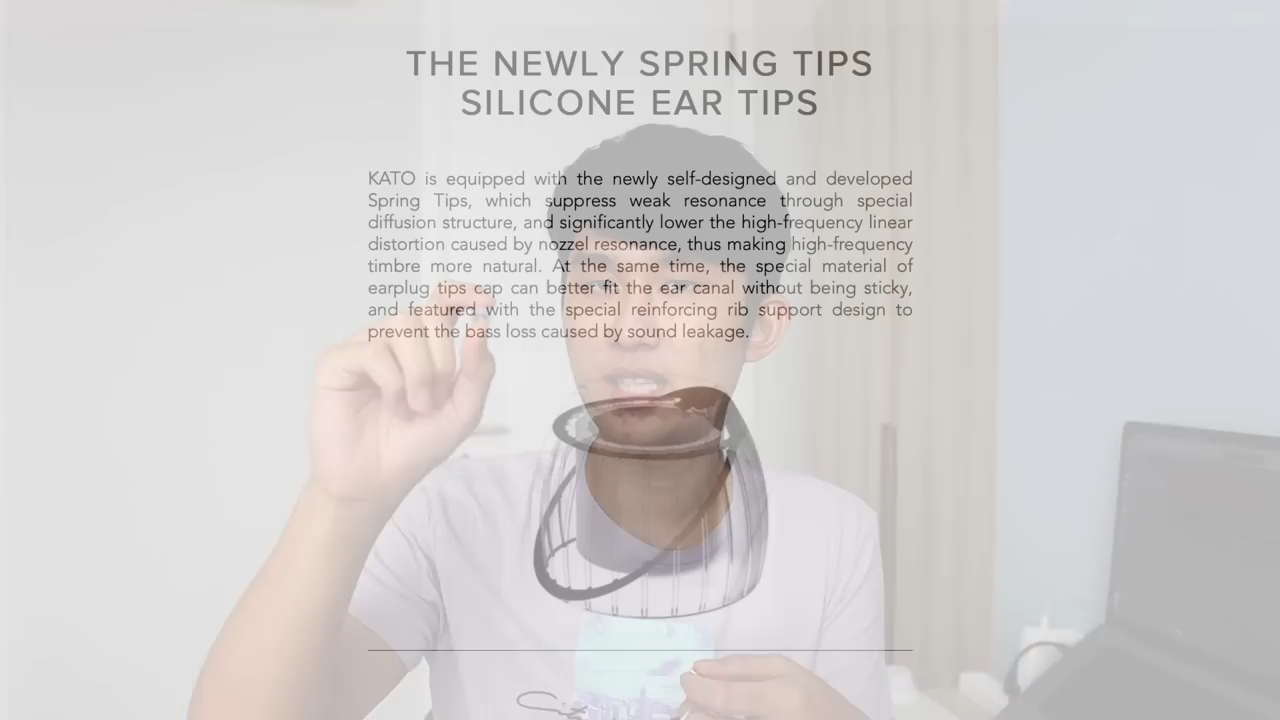 THE NEWLY SPRING TIPS
SILICONE EAR TIPS
KATO is equipped with the newly self-designed and developed
Spring Tips, which suppress weak resonance through special
diffusion structure, and significantly lower the high-frequency linear
distortion caused by nozzel resonance, thus making high-frequency
timbre more natural. At the same time, the special material of
earplug tips cap can better fit the ear canal without being sticky,
and featured with the special reinforcing rib support design to
prevent the bass loss caused by sound leakage.